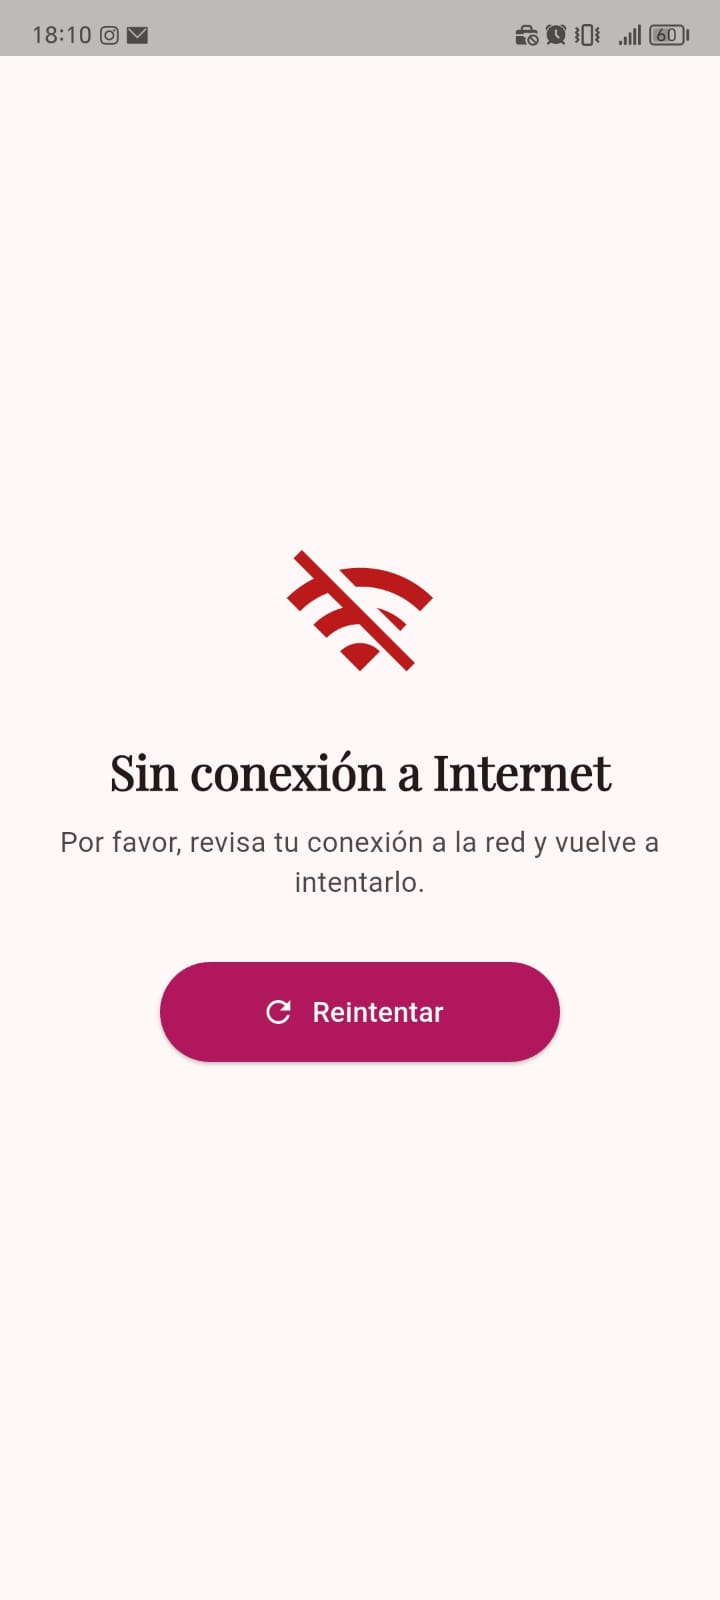 18:10
60
Sin conexión a Internet
Por favor, revisa tu conexión a la red y vuelve a
intentarlo.
Reintentar